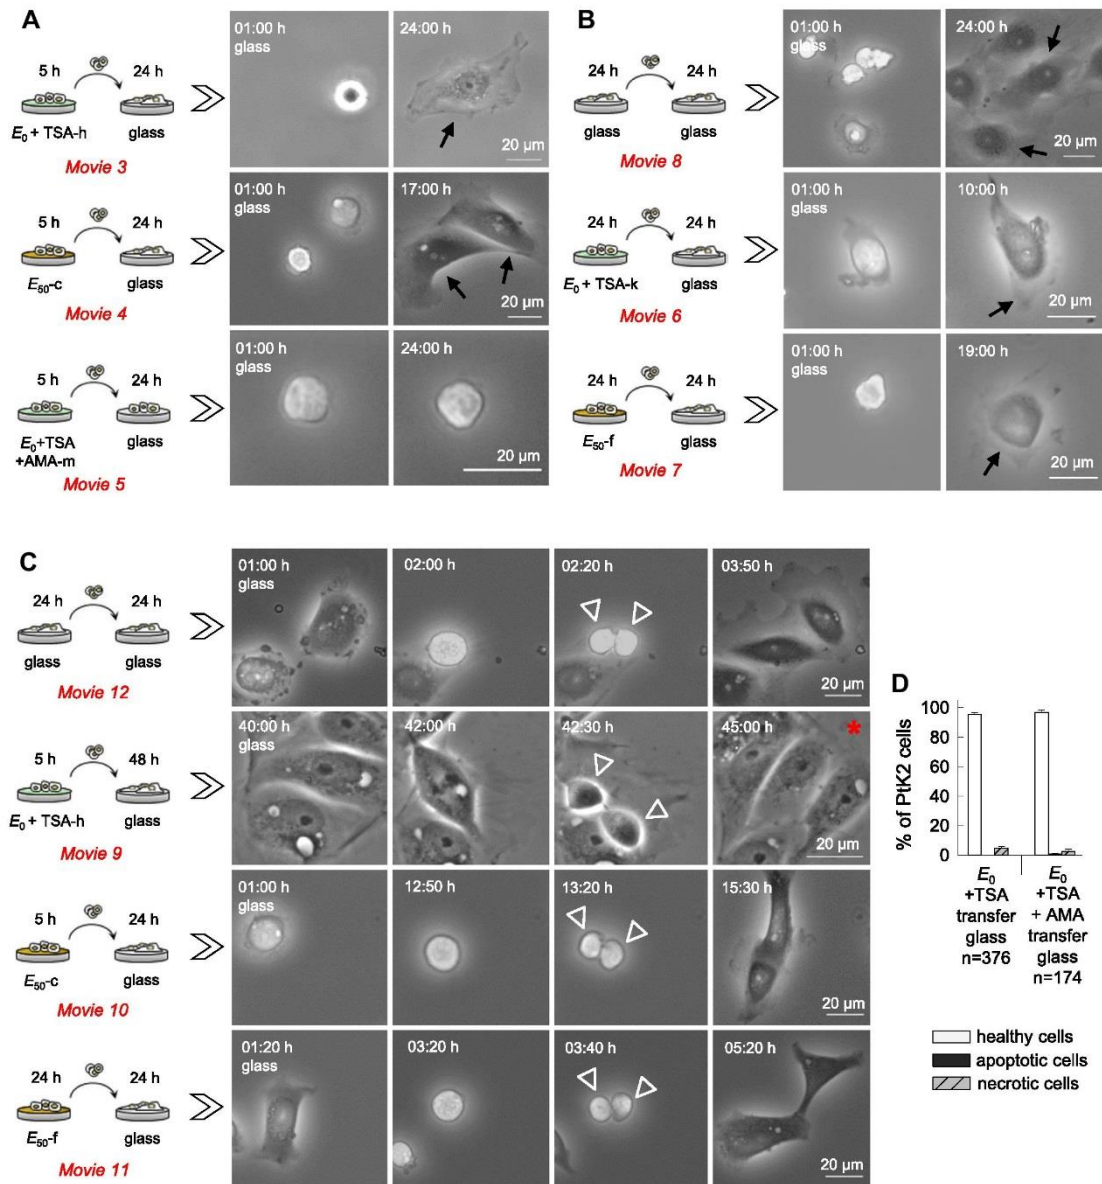 A
5 h 24 h
E₀ + TSA-h glass
Movie 3
01:00 h
glass
24:00 h
20 µm
5 h 24 h
E₅₀-c glass
Movie 4
01:00 h
glass
17:00 h
20 µm
5 h 24 h
E₀+TSA
+AMA-m
glass
Movie 5
01:00 h
glass
24:00 h
20 µm
B
24 h 24 h
glass glass
Movie 8
01:00 h
glass
24:00 h
20 µm
24 h 24 h
E₀ + TSA-k glass
Movie 6
01:00 h
glass
10:00 h
20 µm
24 h 24 h
E₅₀-f glass
Movie 7
01:00 h
glass
19:00 h
20 µm
C
24 h 24 h
glass glass
Movie 12
01:00 h
glass
02:00 h
02:20 h
03:50 h
20 µm
5 h 48 h
E₀ + TSA-h glass
Movie 9
40:00 h
glass
42:00 h
42:30 h
45:00 h
*
20 µm
5 h 24 h
E₅₀-c glass
Movie 10
01:00 h
glass
12:50 h
13:20 h
15:30 h
20 µm
24 h 24 h
E₅₀-f glass
Movie 11
01:20 h
glass
03:20 h
03:40 h
05:20 h
20 µm
D
% of PtK2 cells
100
80
60
40
20
0
E₀
+TSA
transfer
glass
n=376
E₀
+TSA
+ AMA
transfer
glass
n=174
healthy cells
apoptotic cells
necrotic cells